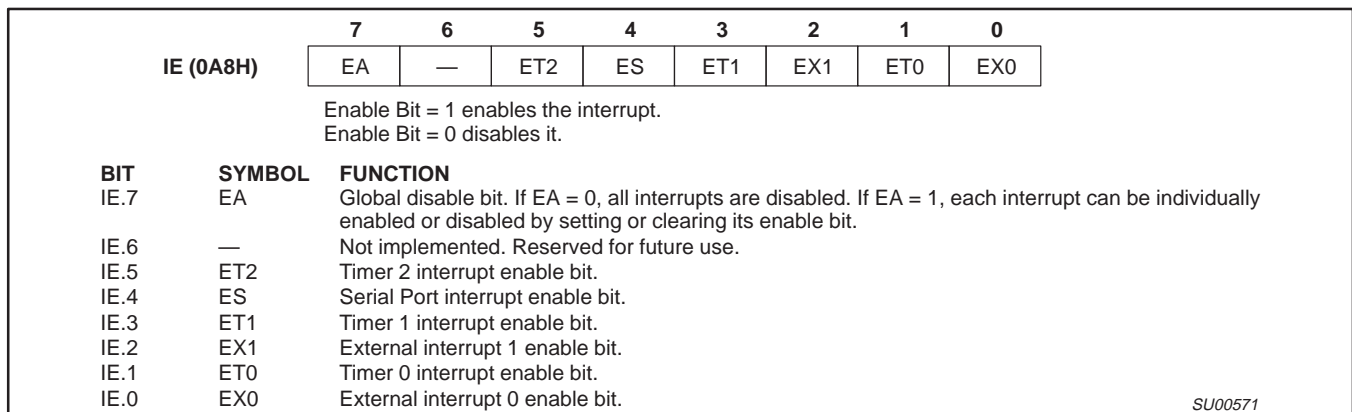 7 6 5 4 3 2 1 0
IE (0A8H) EA — ET2 ES ET1 EX1 ET0 EX0
Enable Bit = 1 enables the interrupt.
Enable Bit = 0 disables it.
BIT SYMBOL FUNCTION
IE.7 EA Global disable bit. If EA = 0, all interrupts are disabled. If EA = 1, each interrupt can be individually
enabled or disabled by setting or clearing its enable bit.
IE.6 — Not implemented. Reserved for future use.
IE.5 ET2 Timer 2 interrupt enable bit.
IE.4 ES Serial Port interrupt enable bit.
IE.3 ET1 Timer 1 interrupt enable bit.
IE.2 EX1 External interrupt 1 enable bit.
IE.1 ET0 Timer 0 interrupt enable bit.
IE.0 EX0 External interrupt 0 enable bit.
SU00571